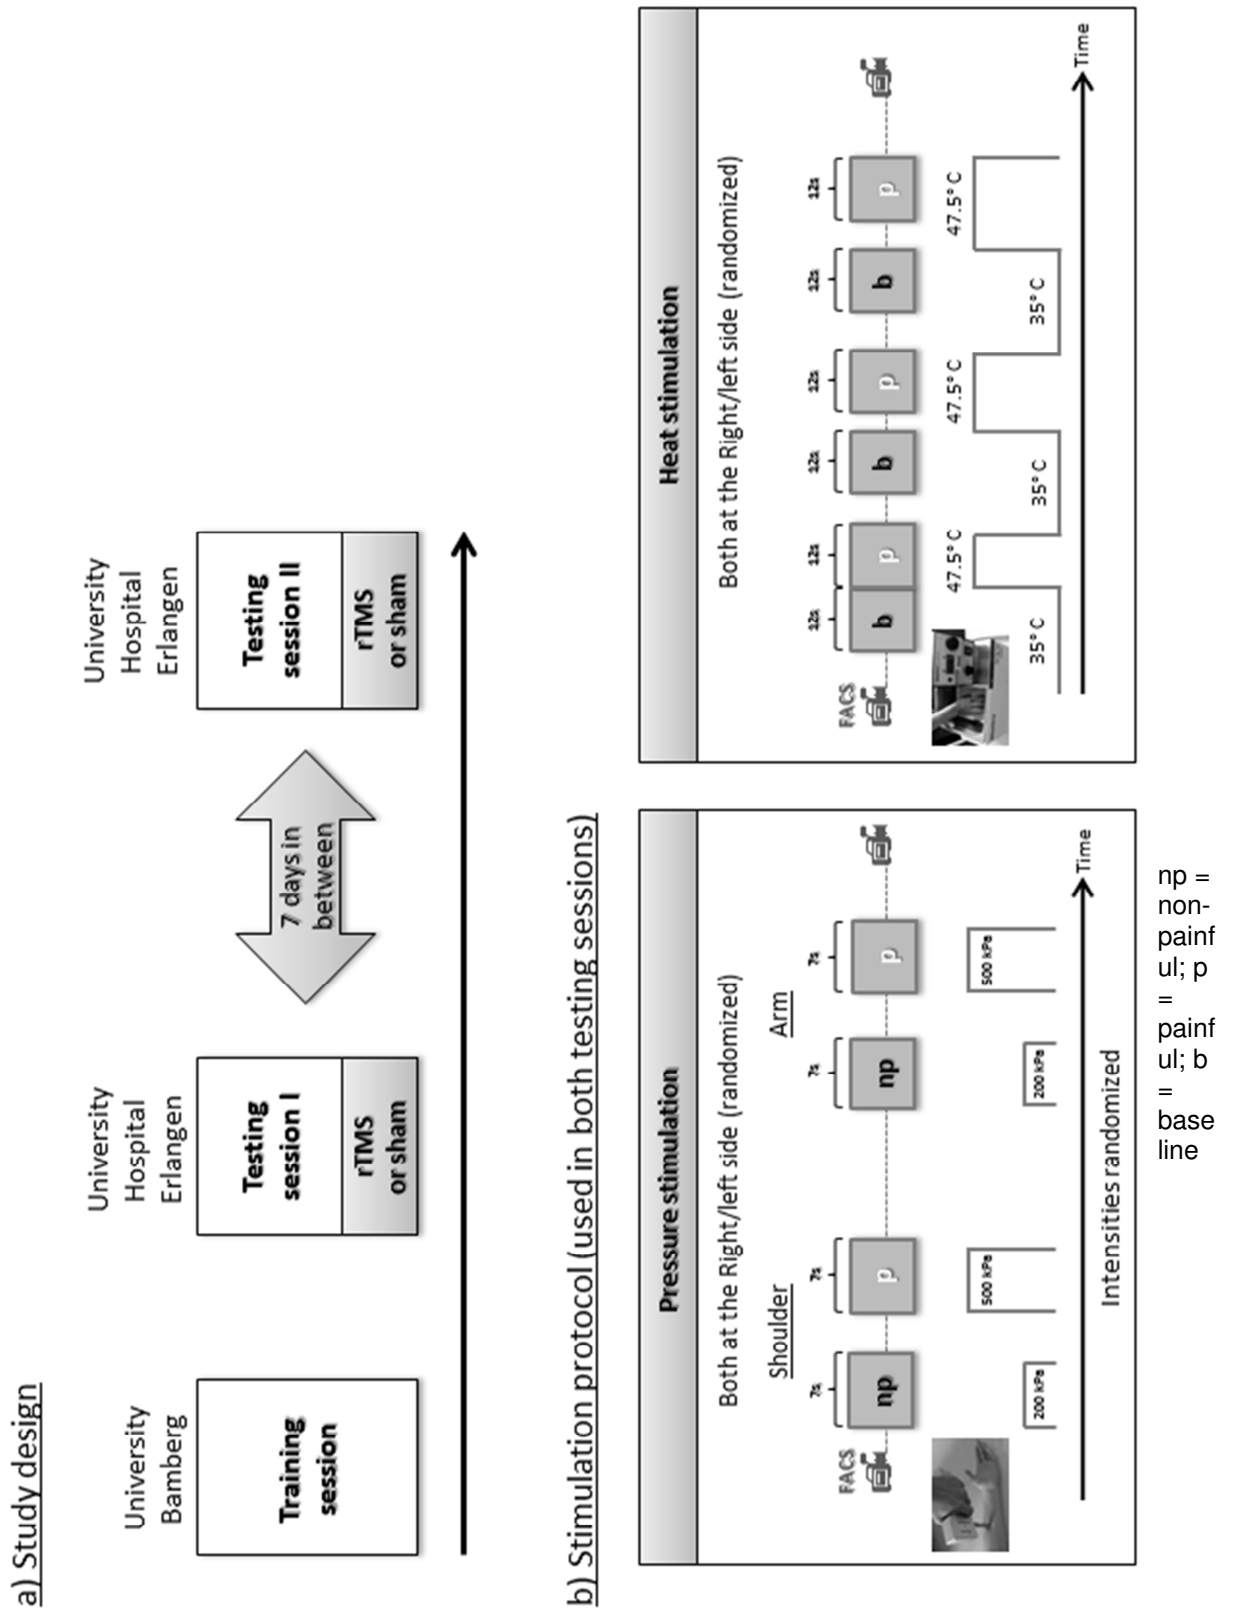 a) Study design
University
Bamberg
Training
session
University
Hospital
Erlangen
Testing
session I
rTMS
or sham
7 days in
between
University
Hospital
Erlangen
Testing
session II
rTMS
or sham
b) Stimulation protocol (used in both testing sessions)
Pressure stimulation
Both at the Right/left side (randomized)
Shoulder
Arm
7s
7s
7s
7s
FACS
np
p
np
p
200 kPa
500 kPa
200 kPa
500 kPa
Time
Intensities randomized
Heat stimulation
Both at the Right/left side (randomized)
12s
12s
12s
12s
12s
12s
FACS
b
p
b
p
b
p
35° C
47.5° C
35° C
47.5° C
35° C
47.5° C
Time
np =
non-
painf
ul; p
=
painf
ul; b
=
base
line